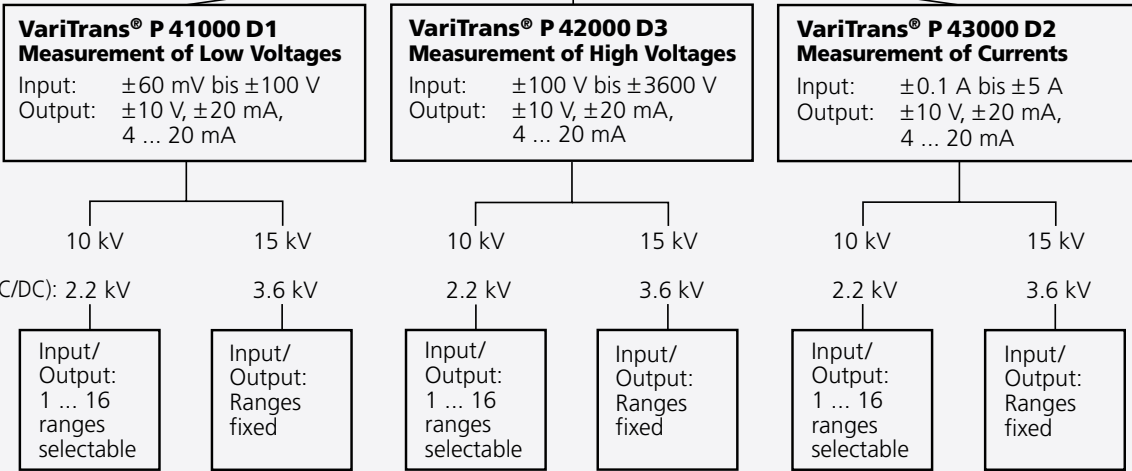 VariTrans® P 41000 D1
Measurement of Low Voltages
Input: ±60 mV bis ±100 V
Output: ±10 V, ±20 mA,
4 ... 20 mA
VariTrans® P 42000 D3
Measurement of High Voltages
Input: ±100 V bis ±3600 V
Output: ±10 V, ±20 mA,
4 ... 20 mA
VariTrans® P 43000 D2
Measurement of Currents
Input: ±0.1 A bis ±5 A
Output: ±10 V, ±20 mA,
4 ... 20 mA
10 kV 15 kV 10 kV 15 kV 10 kV 15 kV
C/DC): 2.2 kV 3.6 kV 2.2 kV 3.6 kV 2.2 kV 3.6 kV
Input/
Output:
1 ... 16
ranges
selectable
Input/
Output:
Ranges
fixed
Input/
Output:
1 ... 16
ranges
selectable
Input/
Output:
Ranges
fixed
Input/
Output:
1 ... 16
ranges
selectable
Input/
Output:
Ranges
fixed